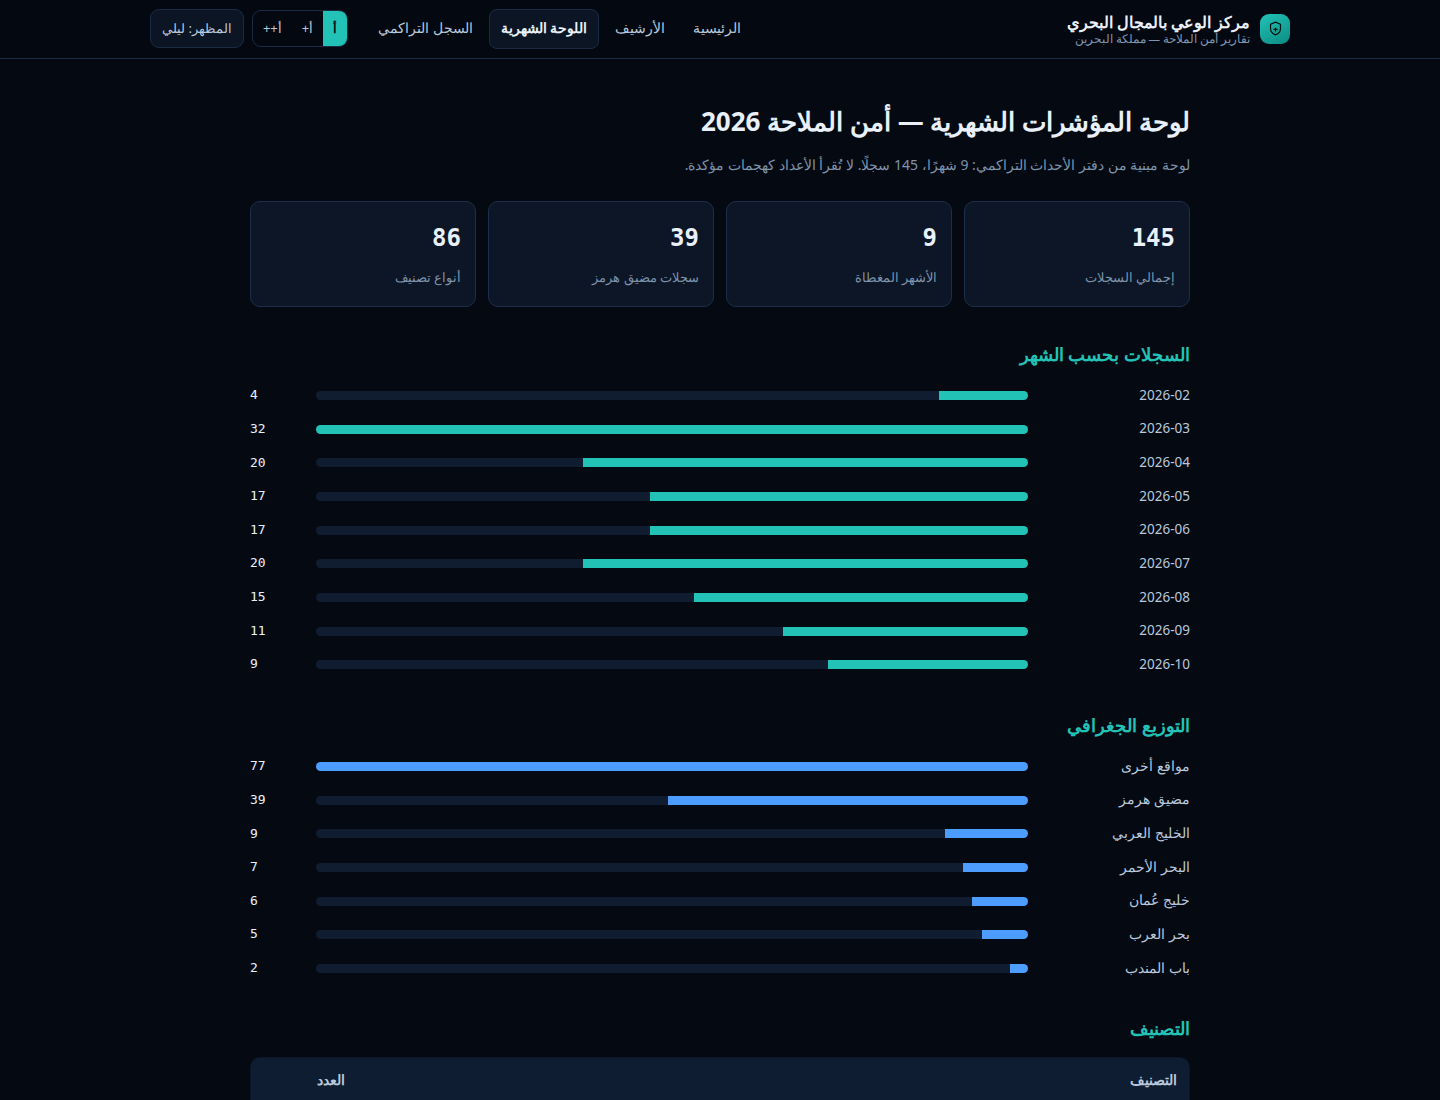 مركز الوعي بالمجال البحري
تقارير أمن الملاحة — مملكة البحرين
الرئيسية
الأرشيف
اللوحة الشهرية
السجل التراكمي
أ
أ+
أ++
المظهر: ليلي
لوحة المؤشرات الشهرية — أمن الملاحة 2026
لوحة مبنية من دفتر الأحداث التراكمي: 9 شهرًا، 145 سجلًا. لا تُقرأ الأعداد كهجمات مؤكدة.
145
إجمالي السجلات
9
الأشهر المغطاة
39
سجلات مضيق هرمز
86
أنواع تصنيف
السجلات بحسب الشهر
2026-02 4
2026-03 32
2026-04 20
2026-05 17
2026-06 17
2026-07 20
2026-08 15
2026-09 11
2026-10 9
التوزيع الجغرافي
مواقع أخرى 77
مضيق هرمز 39
الخليج العربي 9
البحر الأحمر 7
خليج عُمان 6
بحر العرب 5
باب المندب 2
التصنيف
التصنيف العدد